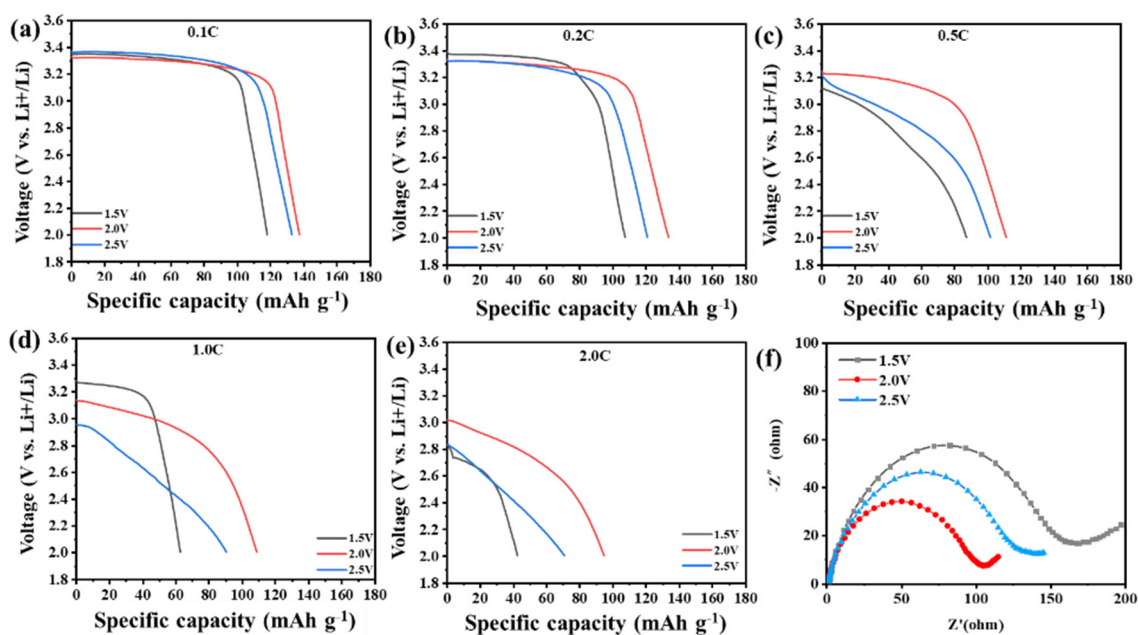 (a)
0.1C
3.6
3.4
3.2
3.0
2.8
2.6
2.4
2.2
2.0
1.8
Voltage (V vs. Li+/Li)
1.5V
2.0V
2.5V
0 20 40 60 80 100 120 140 160 180
Specific capacity (mAh g⁻¹)
(b)
0.2C
3.6
3.4
3.2
3.0
2.8
2.6
2.4
2.2
2.0
1.8
Voltage (V vs. Li+/Li)
1.5V
2.0V
2.5V
0 20 40 60 80 100 120 140 160 180
Specific capacity (mAh g⁻¹)
(c)
0.5C
3.6
3.4
3.2
3.0
2.8
2.6
2.4
2.2
2.0
1.8
Voltage (V vs. Li+/Li)
1.5V
2.0V
2.5V
0 20 40 60 80 100 120 140 160 180
Specific capacity (mAh g⁻¹)
(d)
1.0C
3.6
3.4
3.2
3.0
2.8
2.6
2.4
2.2
2.0
1.8
Voltage (V vs. Li+/Li)
1.5V
2.0V
2.5V
0 20 40 60 80 100 120 140 160 180
Specific capacity (mAh g⁻¹)
(e)
2.0C
3.6
3.4
3.2
3.0
2.8
2.6
2.4
2.2
2.0
1.8
Voltage (V vs. Li+/Li)
1.5V
2.0V
2.5V
0 20 40 60 80 100 120 140 160 180
Specific capacity (mAh g⁻¹)
(f)
100
80
60
40
20
0
-Z″ (ohm)
1.5V
2.0V
2.5V
0 50 100 150 200
Z'(ohm)